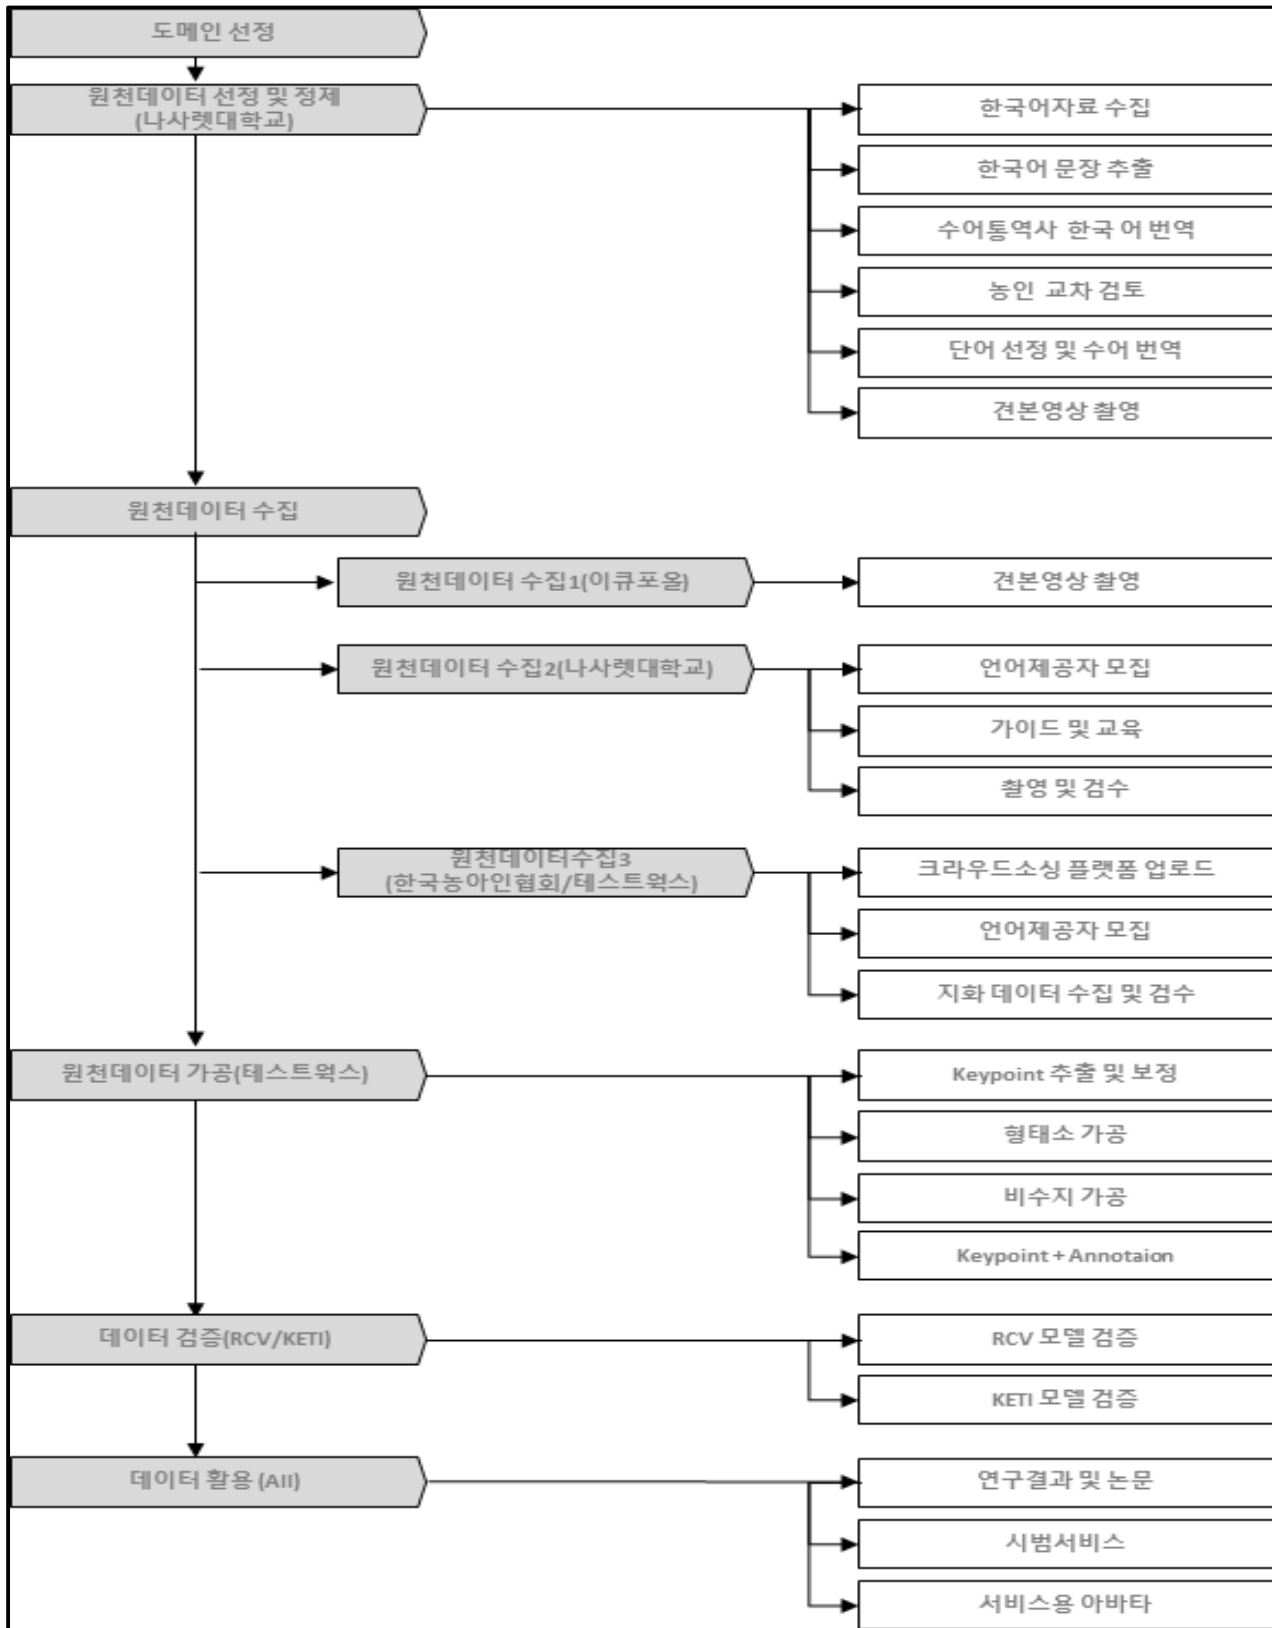 도메인 선정
원천데이터 선정 및 정제
(나사렛대학교)
한국어자료 수집
한국어 문장 추출
수어통역사 한국 어 번역
농인 교차 검토
단어 선정 및 수어 번역
견본영상 촬영
원천데이터 수집
원천데이터 수집1(이큐포올)
견본영상 촬영
원천데이터 수집2(나사렛대학교)
언어제공자 모집
가이드 및 교육
촬영 및 검수
원천데이터수집3
(한국농아인협회/테스트웍스)
크라우드소싱 플랫폼 업로드
언어제공자 모집
지화 데이터 수집 및 검수
원천데이터 가공(테스트웍스)
Keypoint 추출 및 보정
형태소 가공
비수지 가공
Keypoint + Annotaion
데이터 검증(RCV/KETI)
RCV 모델 검증
KETI 모델 검증
데이터 활용 (All)
연구결과 및 논문
시범서비스
서비스용 아바타